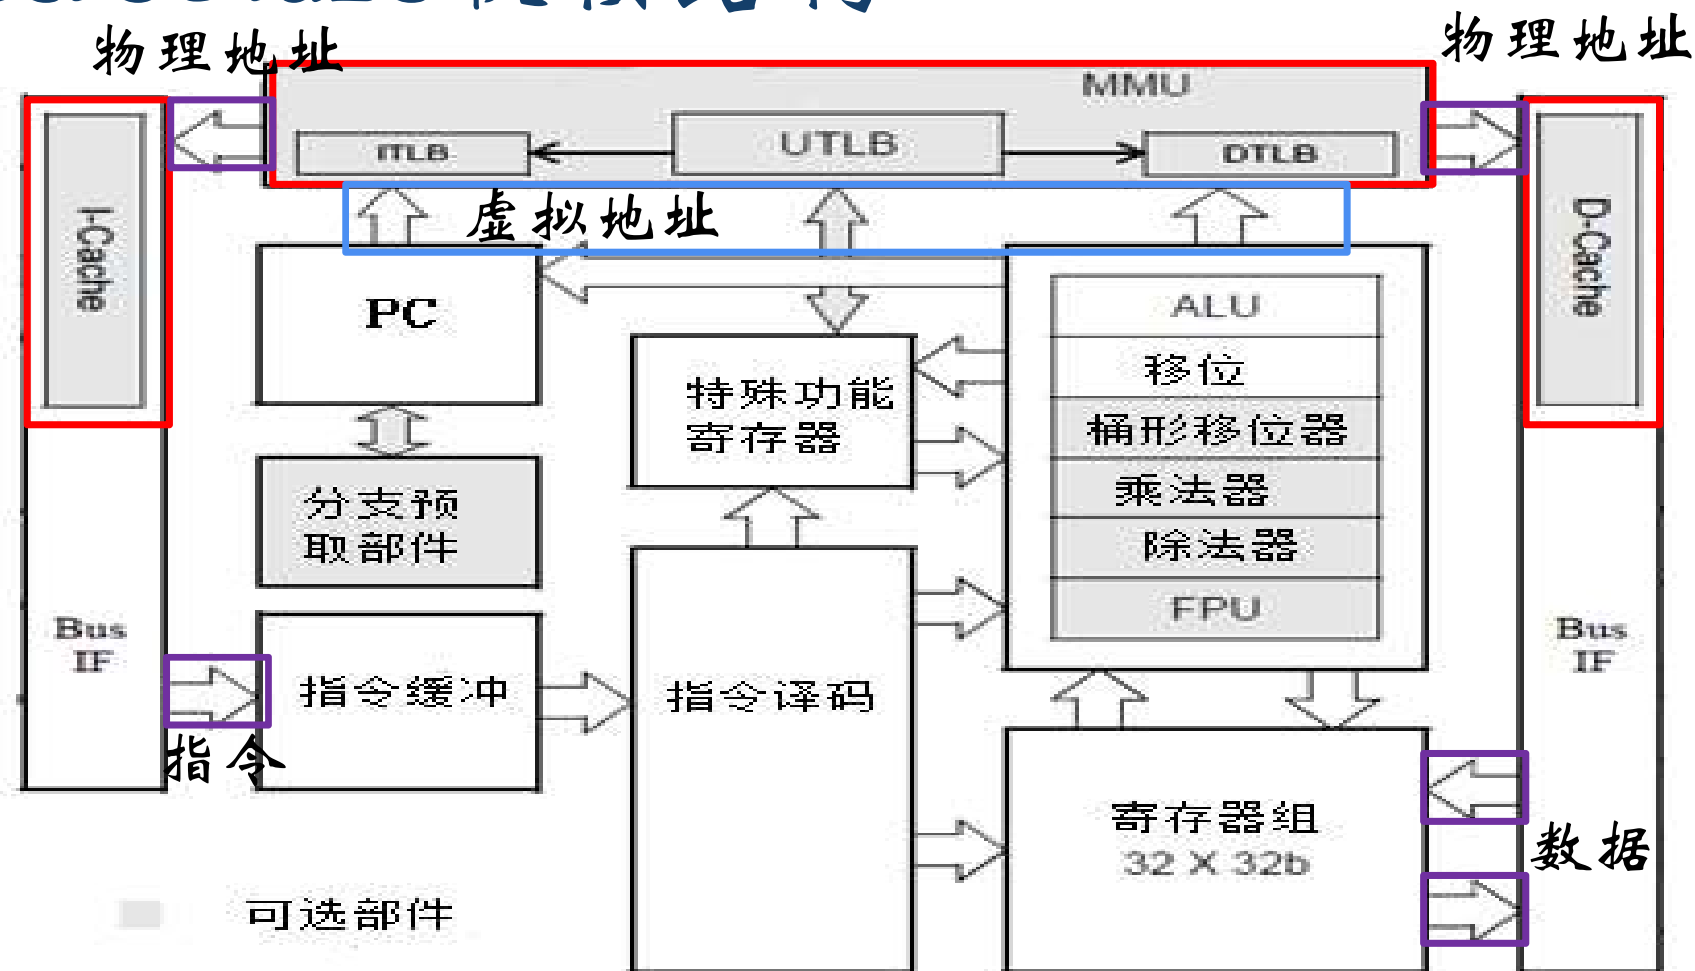 物理地址
物理地址
MMU
ITLB
UTLB
DTLB
虚拟地址
I-Cache
D-Cache
PC
ALU
移位
桶形移位器
乘法器
除法器
FPU
特殊功能
寄存器
分支预
取部件
Bus
IF
Bus
IF
指令缓冲
指令译码
指令
寄存器组
32 X 32b
数据
可选部件